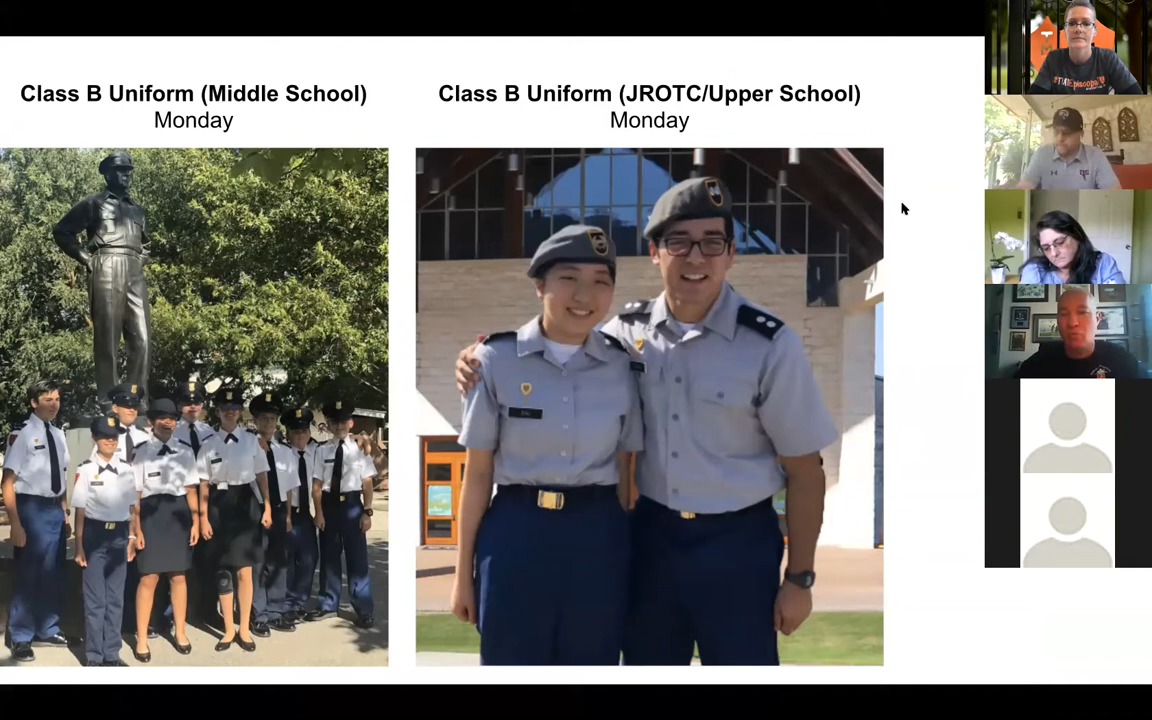 Class B Uniform (Middle School)
Monday
Class B Uniform (JROTC/Upper School)
Monday